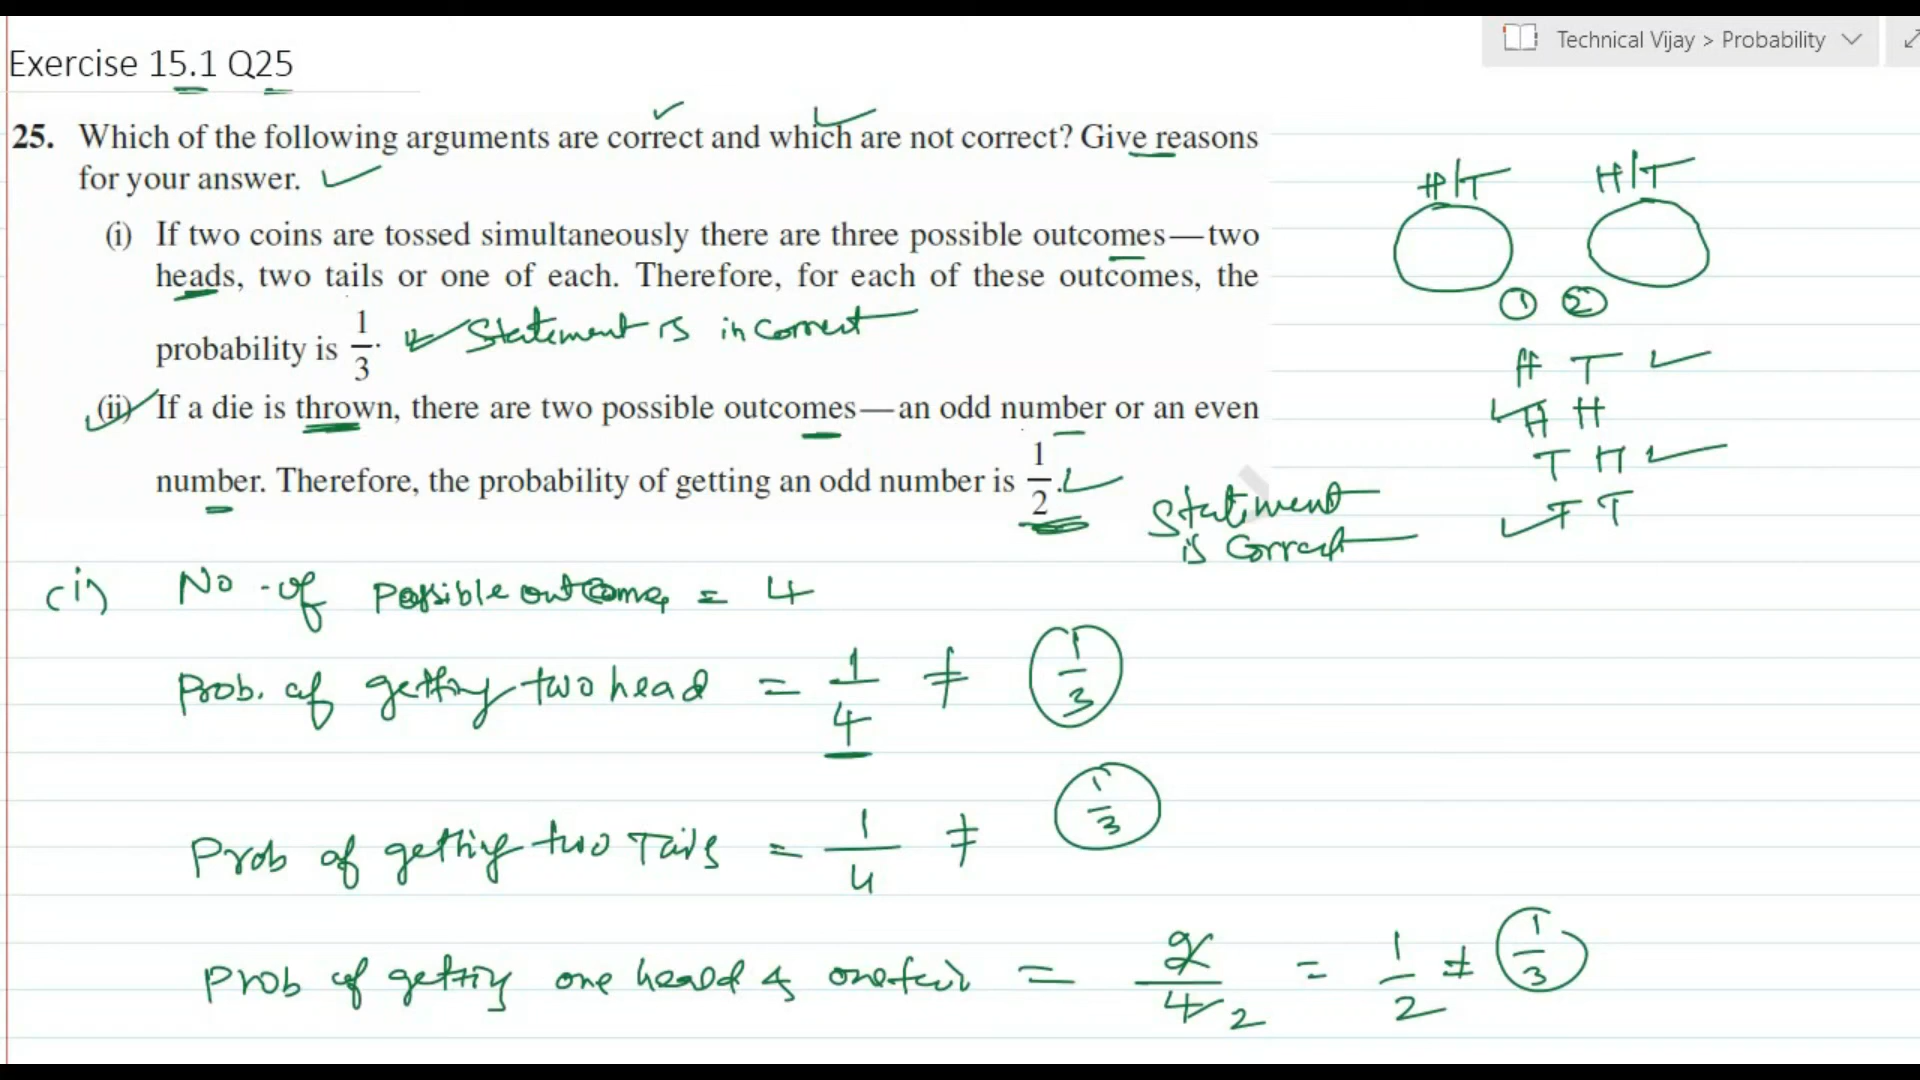 Technical Vijay > Probability
Exercise 15.1 Q25
25. Which of the following arguments are correct and which are not correct? Give reasons
for your answer.
(i) If two coins are tossed simultaneously there are three possible outcomes—two
heads, two tails or one of each. Therefore, for each of these outcomes, the
probability is 1/3.
Statement is incorrect
(ii) If a die is thrown, there are two possible outcomes—an odd number or an even
number. Therefore, the probability of getting an odd number is 1/2.
Statement
is Correct
H/T H/T
① ②
H T
H H
T H
T T
(i) No. of Possible outcome = 4
Prob. of getting two head = 1/4 ≠ 1/3
Prob of getting two Tails = 1/4 ≠ 1/3
Prob of getting one head & one tail = 2/4 2 = 1/2 ≠ 1/3